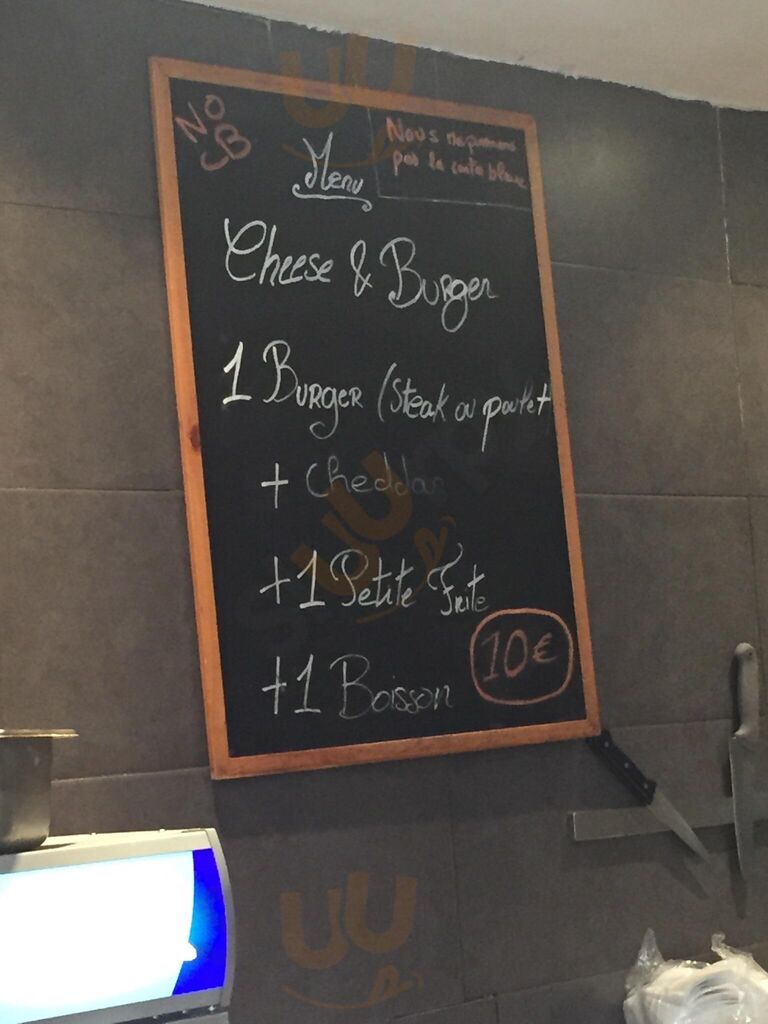 NO
CB
Menu
Nous ne prenons
pas la carte bleue
Cheese & Burger
1 Burger (Steak ou poulet
+ Cheddar
+1 Petite Frite
10€
+1 Boisson